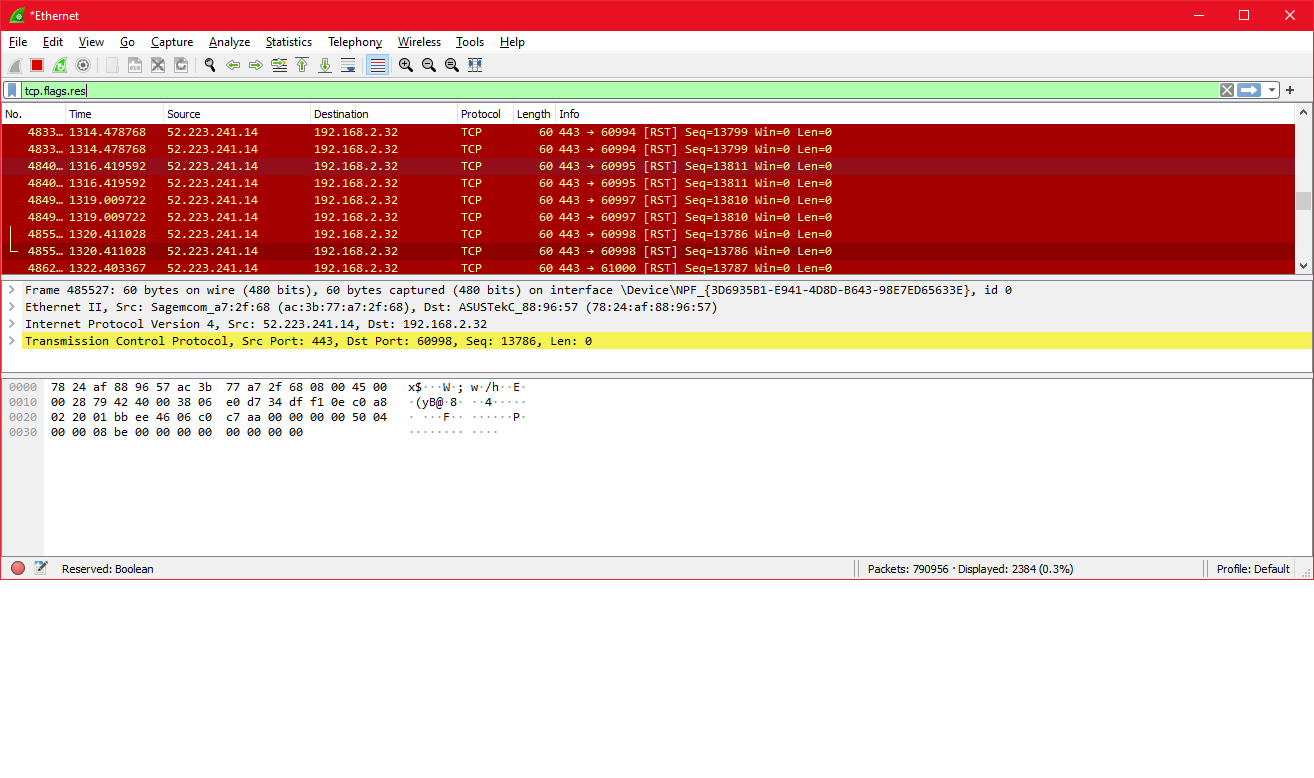 *Ethernet
File Edit View Go Capture Analyze Statistics Telephony Wireless Tools Help
tcp.flags.res
No. Time Source Destination Protocol Length Info
4833… 1314.478768 52.223.241.14 192.168.2.32 TCP 60 443 → 60994 [RST] Seq=13799 Win=0 Len=0
4833… 1314.478768 52.223.241.14 192.168.2.32 TCP 60 443 → 60994 [RST] Seq=13799 Win=0 Len=0
4840… 1316.419592 52.223.241.14 192.168.2.32 TCP 60 443 → 60995 [RST] Seq=13811 Win=0 Len=0
4840… 1316.419592 52.223.241.14 192.168.2.32 TCP 60 443 → 60995 [RST] Seq=13811 Win=0 Len=0
4849… 1319.009722 52.223.241.14 192.168.2.32 TCP 60 443 → 60997 [RST] Seq=13810 Win=0 Len=0
4849… 1319.009722 52.223.241.14 192.168.2.32 TCP 60 443 → 60997 [RST] Seq=13810 Win=0 Len=0
4855… 1320.411028 52.223.241.14 192.168.2.32 TCP 60 443 → 60998 [RST] Seq=13786 Win=0 Len=0
4855… 1320.411028 52.223.241.14 192.168.2.32 TCP 60 443 → 60998 [RST] Seq=13786 Win=0 Len=0
4862… 1322.403367 52.223.241.14 192.168.2.32 TCP 60 443 → 61000 [RST] Seq=13787 Win=0 Len=0
Frame 485527: 60 bytes on wire (480 bits), 60 bytes captured (480 bits) on interface \Device\NPF_{3D6935B1-E941-4D8D-B643-98E7ED65633E}, id 0
Ethernet II, Src: Sagemcom_a7:2f:68 (ac:3b:77:a7:2f:68), Dst: ASUSTekC_88:96:57 (78:24:af:88:96:57)
Internet Protocol Version 4, Src: 52.223.241.14, Dst: 192.168.2.32
Transmission Control Protocol, Src Port: 443, Dst Port: 60998, Seq: 13786, Len: 0
0000 78 24 af 88 96 57 ac 3b 77 a7 2f 68 08 00 45 00 x$···W·; w·/h··E·
0010 00 28 79 42 40 00 38 06 e0 d7 34 df f1 0e c0 a8 ·(yB@·8· ··4·····
0020 02 20 01 bb ee 46 06 c0 c7 aa 00 00 00 00 50 04 · ···F·· ······P·
0030 00 00 08 be 00 00 00 00 00 00 00 00 ········ ····
Reserved: Boolean Packets: 790956 · Displayed: 2384 (0.3%) Profile: Default